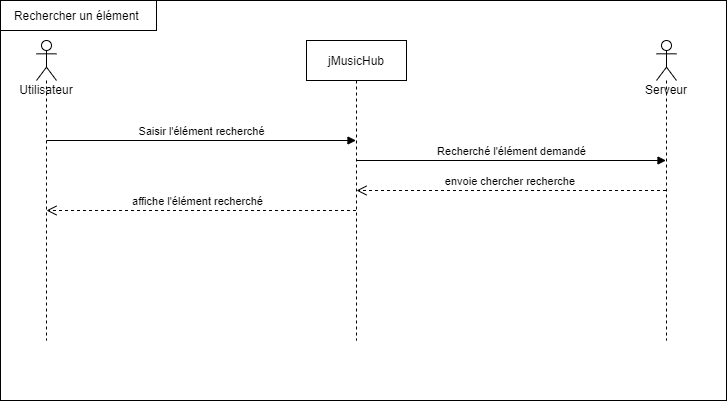 Rechercher un élément
Utilisateur
jMusicHub
Serveur
Saisir l'élément recherché
Recherché l'élément demandé
envoie chercher recherche
affiche l'élément recherché